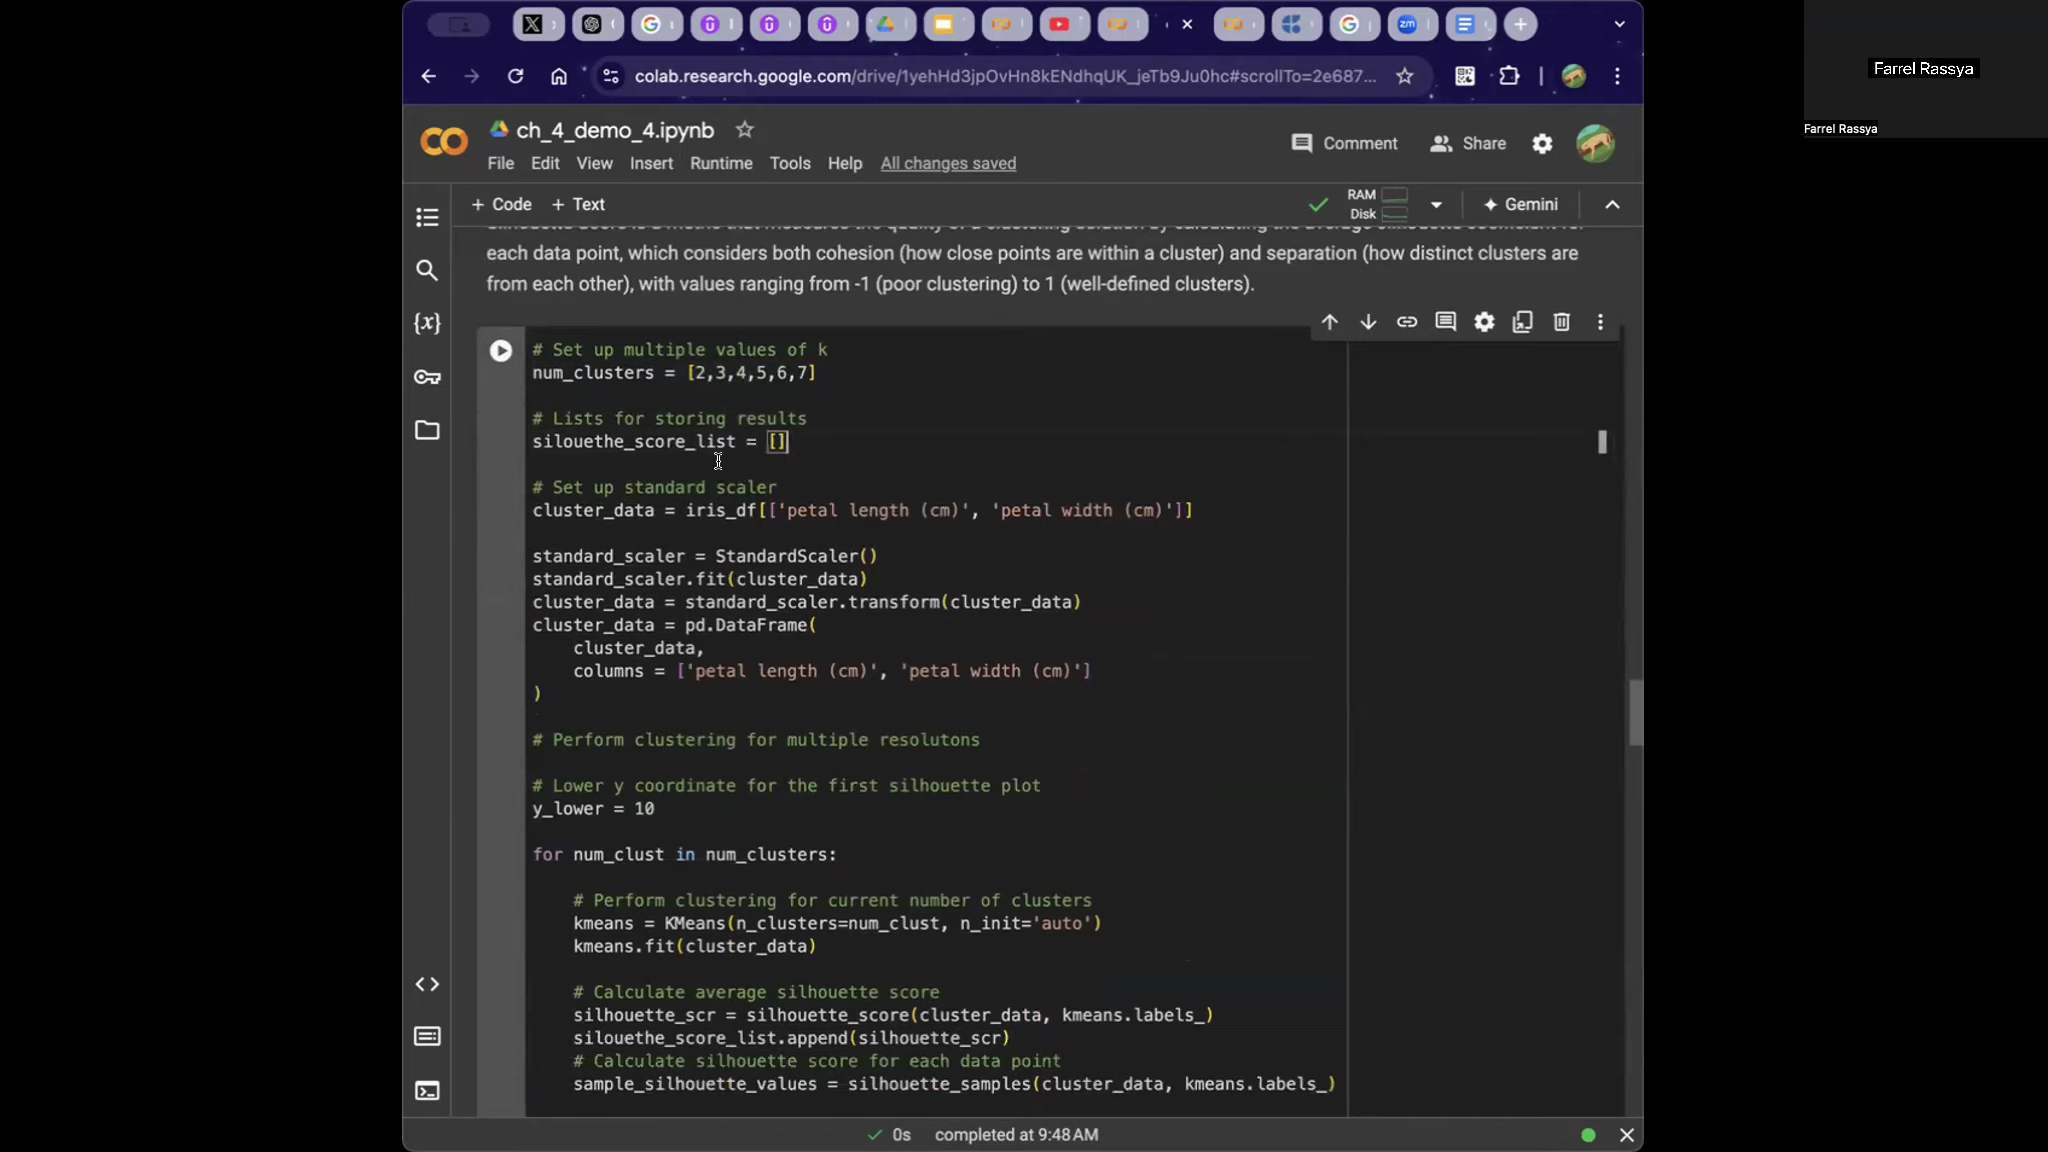 colab.research.google.com/drive/1yehHd3jpOvHn8kENdhqUK_jeTb9Ju0hc#scrollTo=2e687...
ch_4_demo_4.ipynb
Comment
Share
File Edit View Insert Runtime Tools Help All changes saved
+ Code + Text
RAM
Disk
Gemini
each data point, which considers both cohesion (how close points are within a cluster) and separation (how distinct clusters are
from each other), with values ranging from -1 (poor clustering) to 1 (well-defined clusters).
# Set up multiple values of k
num_clusters = [2,3,4,5,6,7]
# Lists for storing results
silouethe_score_list = []
# Set up standard scaler
cluster_data = iris_df[['petal length (cm)', 'petal width (cm)']]
standard_scaler = StandardScaler()
standard_scaler.fit(cluster_data)
cluster_data = standard_scaler.transform(cluster_data)
cluster_data = pd.DataFrame(
cluster_data,
columns = ['petal length (cm)', 'petal width (cm)']
)
# Perform clustering for multiple resolutons
# Lower y coordinate for the first silhouette plot
y_lower = 10
for num_clust in num_clusters:
# Perform clustering for current number of clusters
kmeans = KMeans(n_clusters=num_clust, n_init='auto')
kmeans.fit(cluster_data)
# Calculate average silhouette score
silhouette_scr = silhouette_score(cluster_data, kmeans.labels_)
silouethe_score_list.append(silhouette_scr)
# Calculate silhouette score for each data point
sample_silhouette_values = silhouette_samples(cluster_data, kmeans.labels_)
0s completed at 9:48 AM
Farrel Rassya
Farrel Rassya